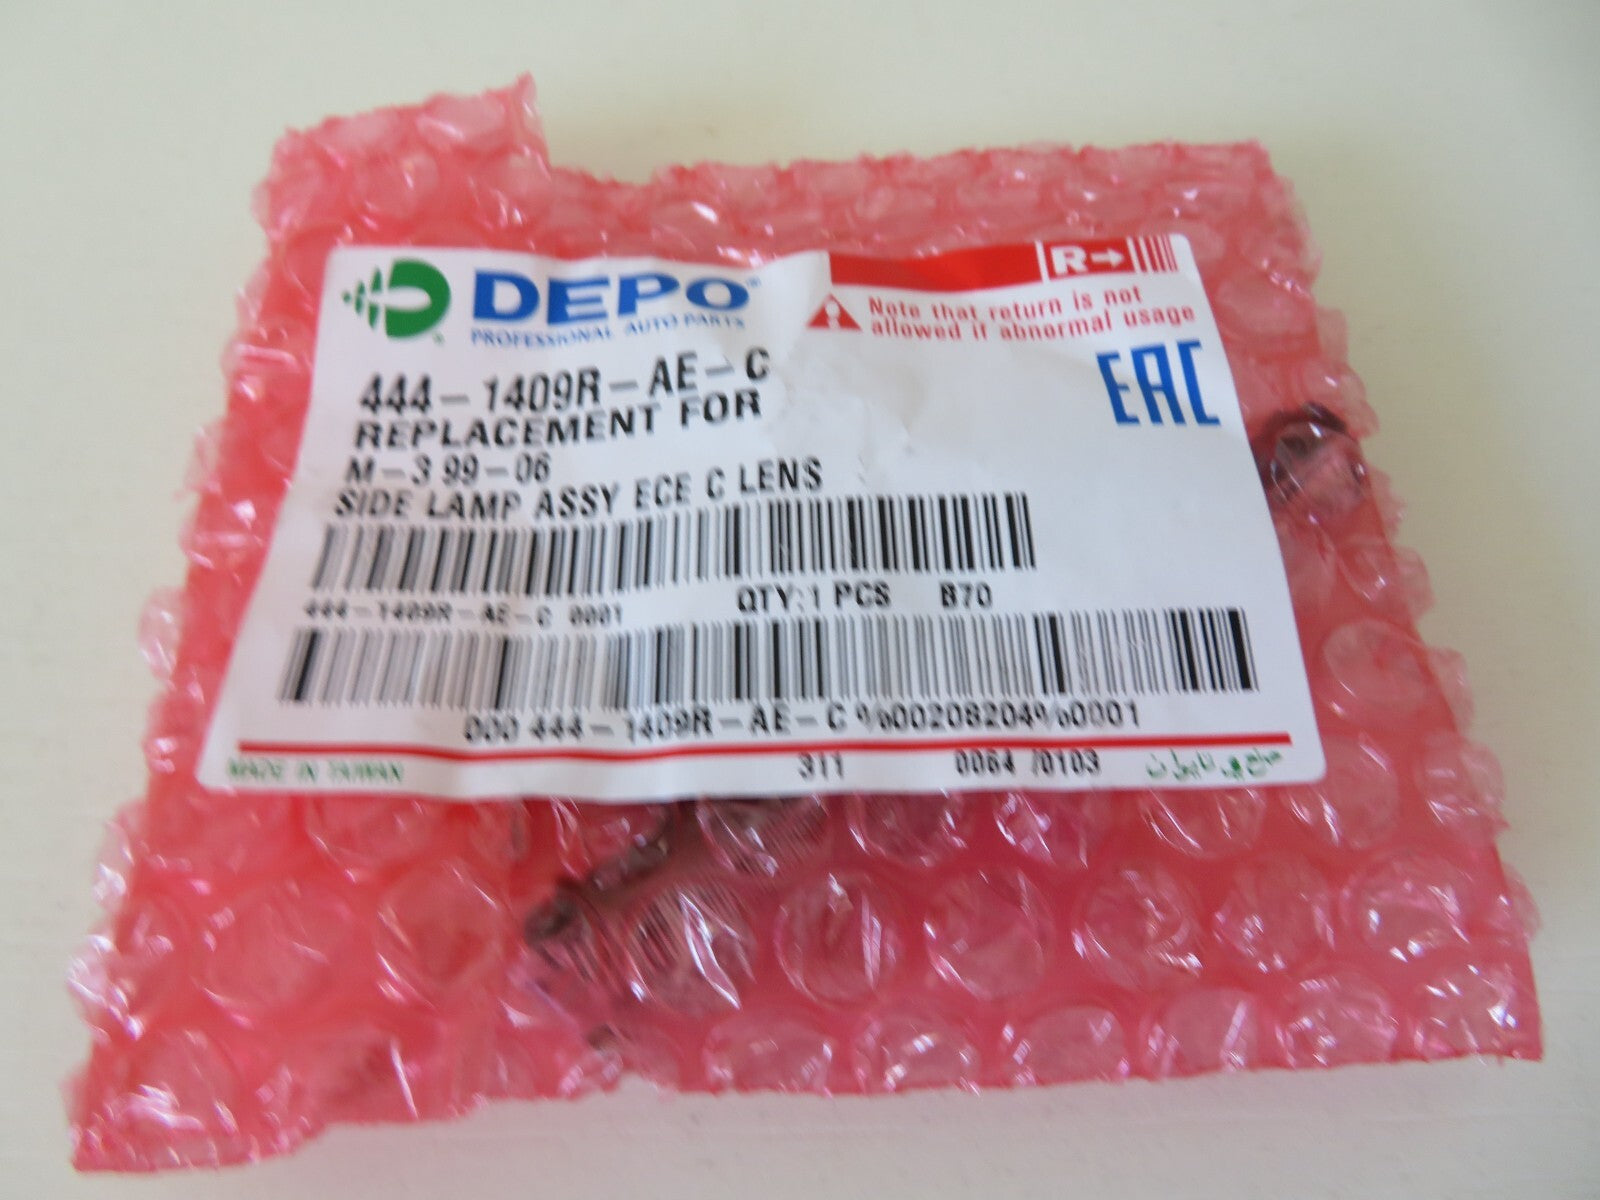 DEPO®
PROFESSIONAL AUTO PARTS
R→
Note that return is not
allowed if abnormal usage
EAC
444-1409R-AE-C
REPLACEMENT FOR
M-3 99-06
SIDE LAMP ASSY ECE C LENS
444-1409R-AE-C 0001
QTY:1 PCS B70
000 444-1409R-AE-C%00208204%0001
MADE IN TAIWAN
311
0064 /0103